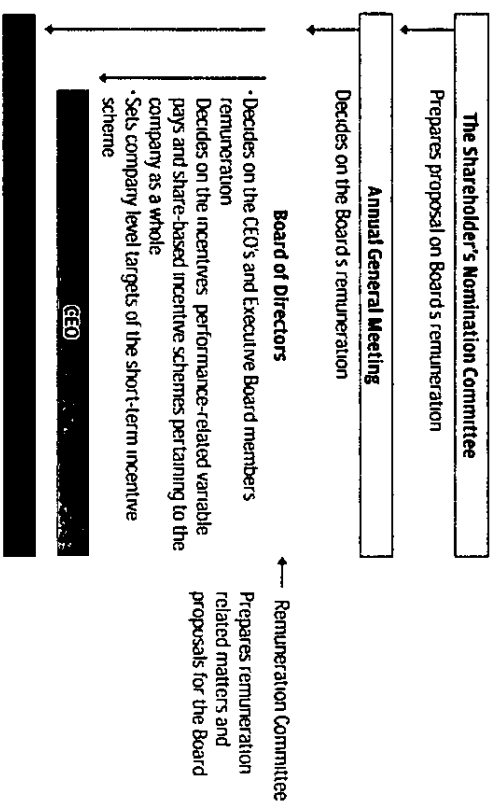 The Shareholder's Nomination Committee
Prepares proposal on Board s remuneration
Annual General Meeting
Decides on the Board s remuneration
Board of Directors
• Decides on the CEO's and Executive Board members
remuneration
Decides on the incentives performance-related variable
pays and share-based incentive schemes pertaining to the
company as a whole
• Sets company level targets of the short-term incentive
scheme
Remuneration Committee
Prepares remuneration
related matters and
proposals for the Board
CEO